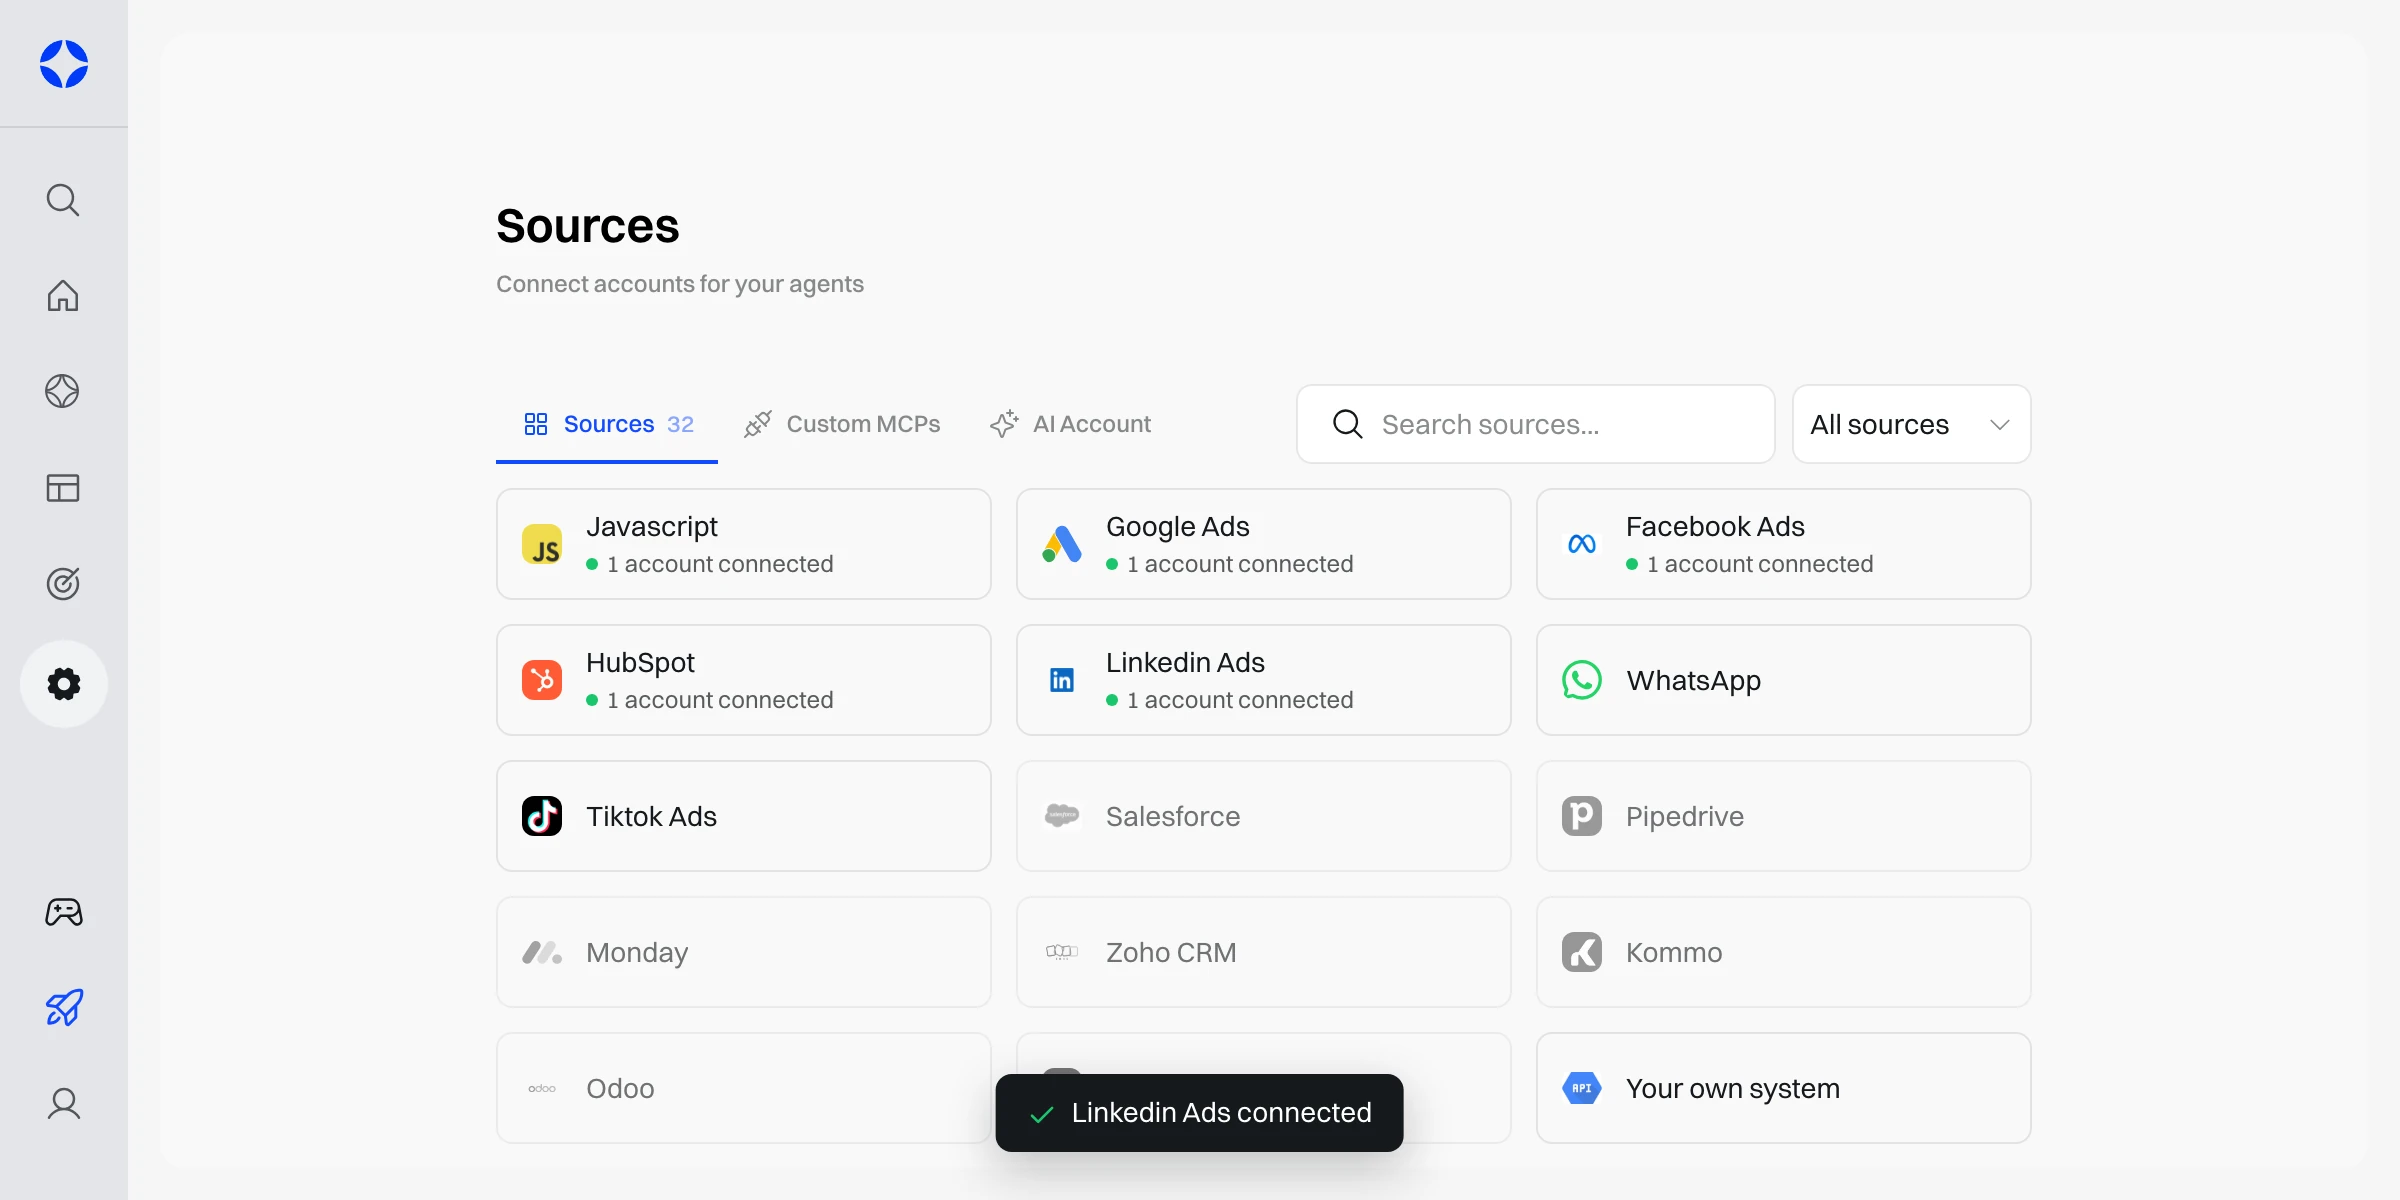 Sources
Connect accounts for your agents
Sources 32
Custom MCPs
AI Account
Search sources...
All sources
JS
Javascript
1 account connected
Google Ads
1 account connected
Facebook Ads
1 account connected
HubSpot
1 account connected
in
Linkedin Ads
1 account connected
WhatsApp
Tiktok Ads
salesforce
Salesforce
p
Pipedrive
Monday
Zoho CRM
Kommo
odoo
Odoo
API
Your own system
Linkedin Ads connected